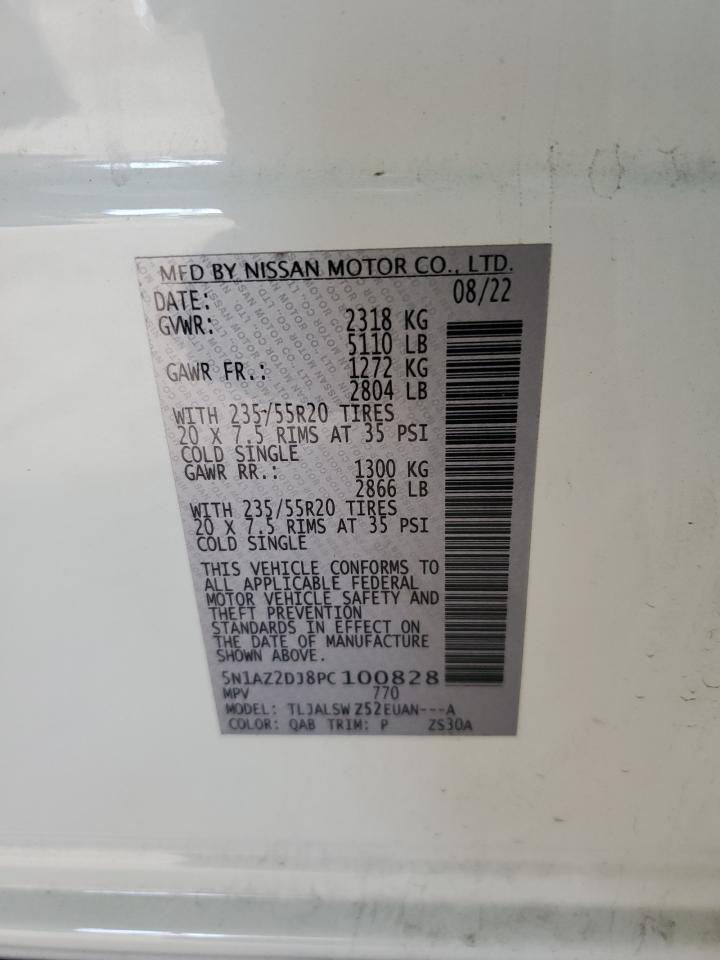 MFD BY NISSAN MOTOR CO., LTD.
DATE: 08/22
GVWR: 2318 KG
5110 LB
GAWR FR.: 1272 KG
2804 LB
WITH 235/55R20 TIRES
20 X 7.5 RIMS AT 35 PSI
COLD SINGLE
GAWR RR.: 1300 KG
2866 LB
WITH 235/55R20 TIRES
20 X 7.5 RIMS AT 35 PSI
COLD SINGLE
THIS VEHICLE CONFORMS TO
ALL APPLICABLE FEDERAL
MOTOR VEHICLE SAFETY AND
THEFT PREVENTION
STANDARDS IN EFFECT ON
THE DATE OF MANUFACTURE
SHOWN ABOVE.
5N1AZ2DJ8PC100828
MPV 770
MODEL: TLJALSWZ52EUAN---A
COLOR: QAB TRIM: P ZS30A